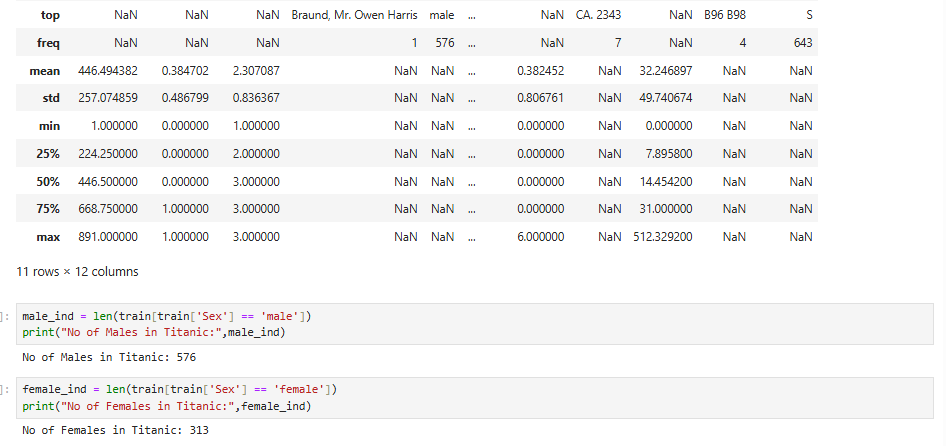 top NaN NaN NaN Braund, Mr. Owen Harris male ... NaN CA. 2343 NaN B96 B98 S
freq NaN NaN NaN 1 576 ... NaN 7 NaN 4 643
mean 446.494382 0.384702 2.307087 NaN NaN ... 0.382452 NaN 32.246897 NaN NaN
std 257.074859 0.486799 0.836367 NaN NaN ... 0.806761 NaN 49.740674 NaN NaN
min 1.000000 0.000000 1.000000 NaN NaN ... 0.000000 NaN 0.000000 NaN NaN
25% 224.250000 0.000000 2.000000 NaN NaN ... 0.000000 NaN 7.895800 NaN NaN
50% 446.500000 0.000000 3.000000 NaN NaN ... 0.000000 NaN 14.454200 NaN NaN
75% 668.750000 1.000000 3.000000 NaN NaN ... 0.000000 NaN 31.000000 NaN NaN
max 891.000000 1.000000 3.000000 NaN NaN ... 6.000000 NaN 512.329200 NaN NaN
11 rows × 12 columns
]: male_ind = len(train[train['Sex'] == 'male'])
print("No of Males in Titanic:",male_ind)
No of Males in Titanic: 576
]: female_ind = len(train[train['Sex'] == 'female'])
print("No of Females in Titanic:",female_ind)
No of Females in Titanic: 313